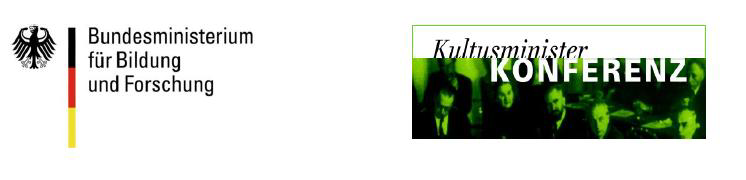 Bundesministerium
für Bildung
und Forschung
Kultusminister
KONFERENZ